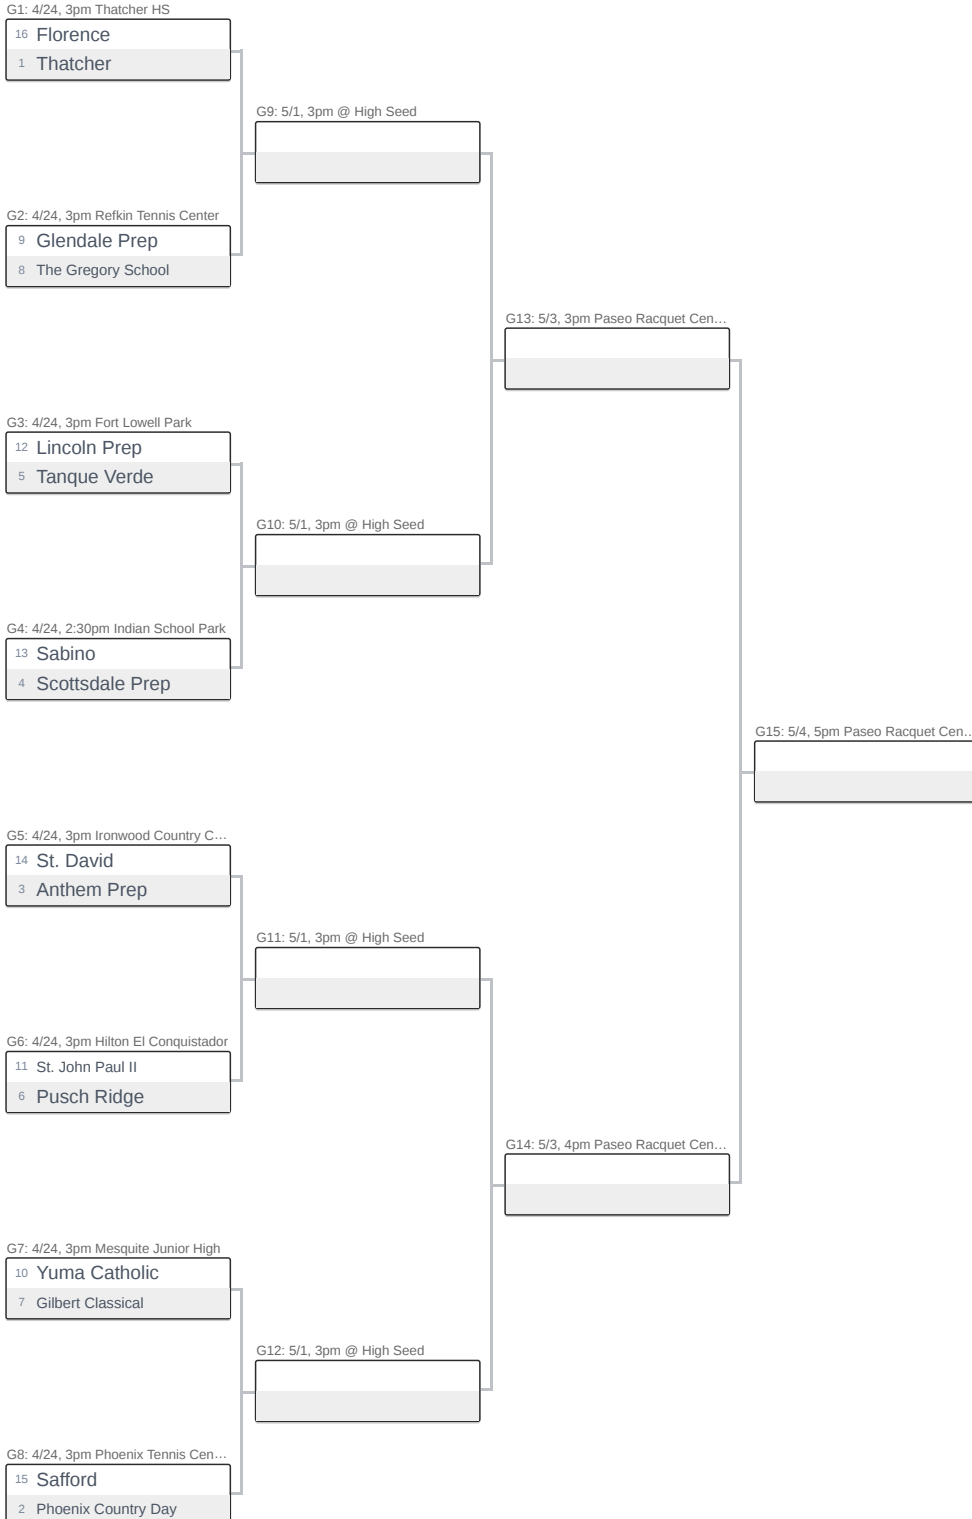 G1: 4/24, 3pm Thatcher HS
16 Florence
1 Thatcher
G9: 5/1, 3pm @ High Seed
G2: 4/24, 3pm Refkin Tennis Center
9 Glendale Prep
8 The Gregory School
G13: 5/3, 3pm Paseo Racquet Cen…
G3: 4/24, 3pm Fort Lowell Park
12 Lincoln Prep
5 Tanque Verde
G10: 5/1, 3pm @ High Seed
G4: 4/24, 2:30pm Indian School Park
13 Sabino
4 Scottsdale Prep
G15: 5/4, 5pm Paseo Racquet Cen…
G5: 4/24, 3pm Ironwood Country C…
14 St. David
3 Anthem Prep
G11: 5/1, 3pm @ High Seed
G6: 4/24, 3pm Hilton El Conquistador
11 St. John Paul II
6 Pusch Ridge
G14: 5/3, 4pm Paseo Racquet Cen…
G7: 4/24, 3pm Mesquite Junior High
10 Yuma Catholic
7 Gilbert Classical
G12: 5/1, 3pm @ High Seed
G8: 4/24, 3pm Phoenix Tennis Cen…
15 Safford
2 Phoenix Country Day